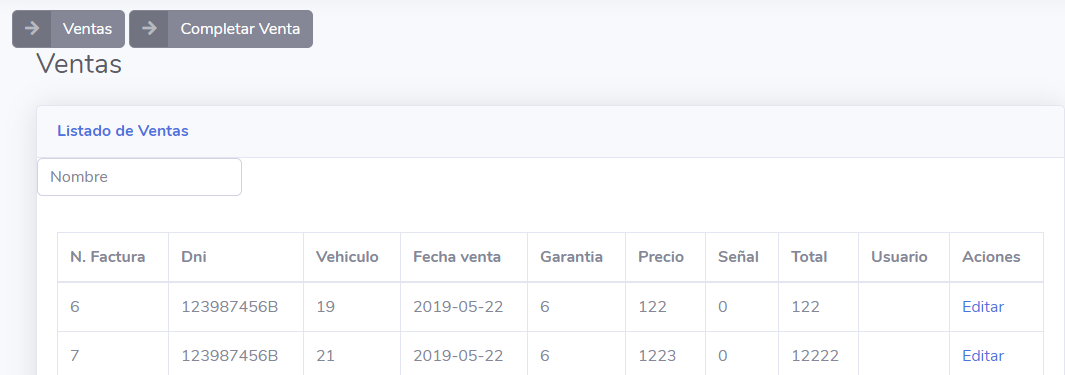 Ventas Completar Venta
Ventas
Listado de Ventas
Nombre
N. Factura Dni Vehiculo Fecha venta Garantia Precio Señal Total Usuario Aciones
6 123987456B 19 2019-05-22 6 122 0 122 Editar
7 123987456B 21 2019-05-22 6 1223 0 12222 Editar